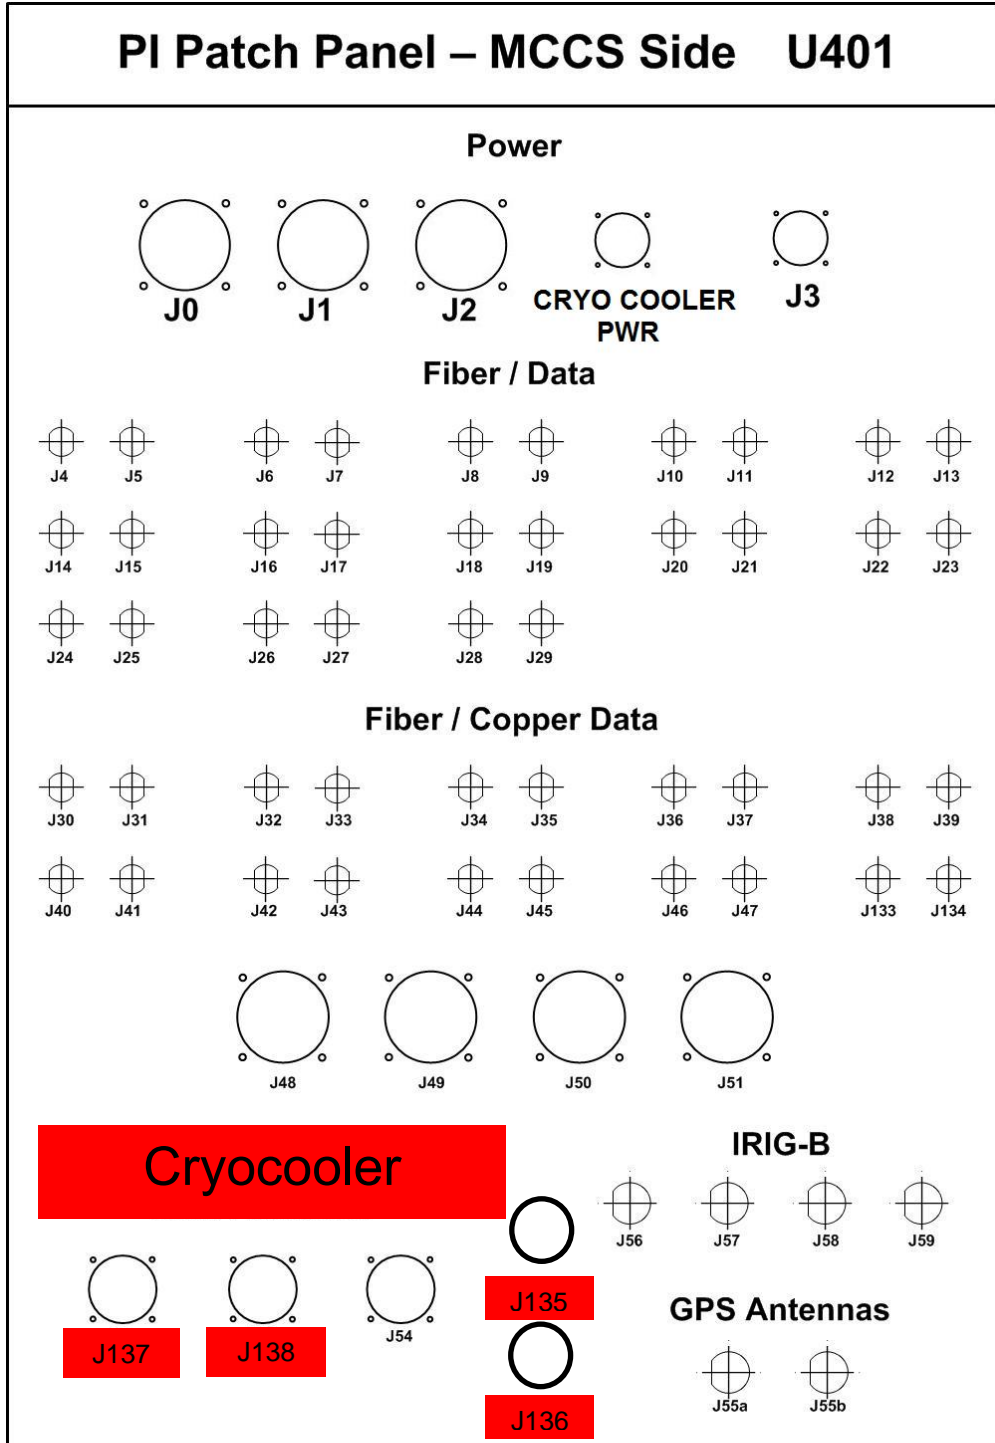 PI Patch Panel – MCCS Side U401
Power
J0 J1 J2 CRYO COOLER PWR J3
Fiber / Data
J4 J5 J6 J7 J8 J9 J10 J11 J12 J13
J14 J15 J16 J17 J18 J19 J20 J21 J22 J23
J24 J25 J26 J27 J28 J29
Fiber / Copper Data
J30 J31 J32 J33 J34 J35 J36 J37 J38 J39
J40 J41 J42 J43 J44 J45 J46 J47 J133 J134
J48 J49 J50 J51
Cryocooler
J137 J138 J54
J135
J136
IRIG-B
J56 J57 J58 J59
GPS Antennas
J55a J55b